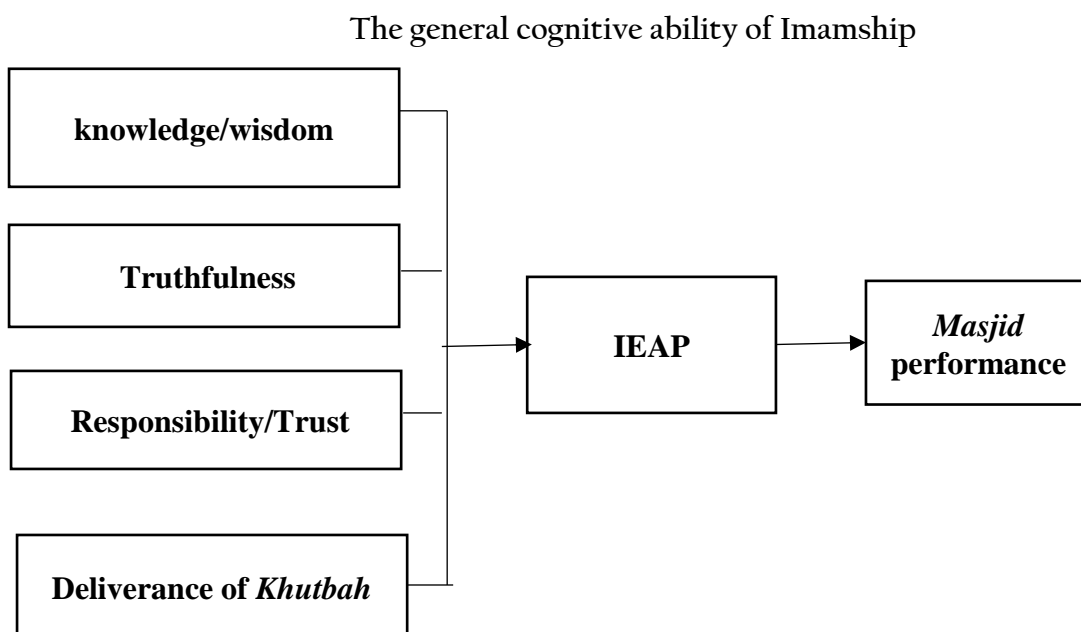 The general cognitive ability of Imamship
knowledge/wisdom
Truthfulness
Responsibility/Trust
Deliverance of Khutbah
IEAP
Masjid
performance